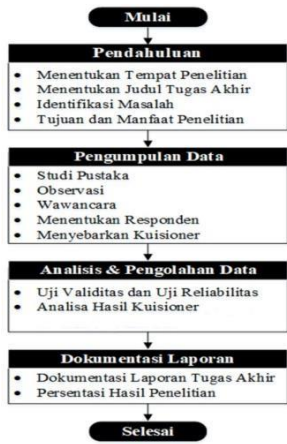 Mulai
Pendahuluan
• Menentukan Tempat Penelitian
• Menentukan Judul Tugas Akhir
• Identifikasi Masalah
• Tujuan dan Manfaat Penelitian
Pengumpulan Data
• Studi Pustaka
• Observasi
• Wawancara
• Menentukan Responden
• Menyebarkan Kuisioner
Analisis & Pengolahan Data
• Uji Validitas dan Uji Reliabilitas
• Analisa Hasil Kuisioner
Dokumentasi Laporan
• Dokumentasi Laporan Tugas Akhir
• Persentasi Hasil Penelitian
Selesai